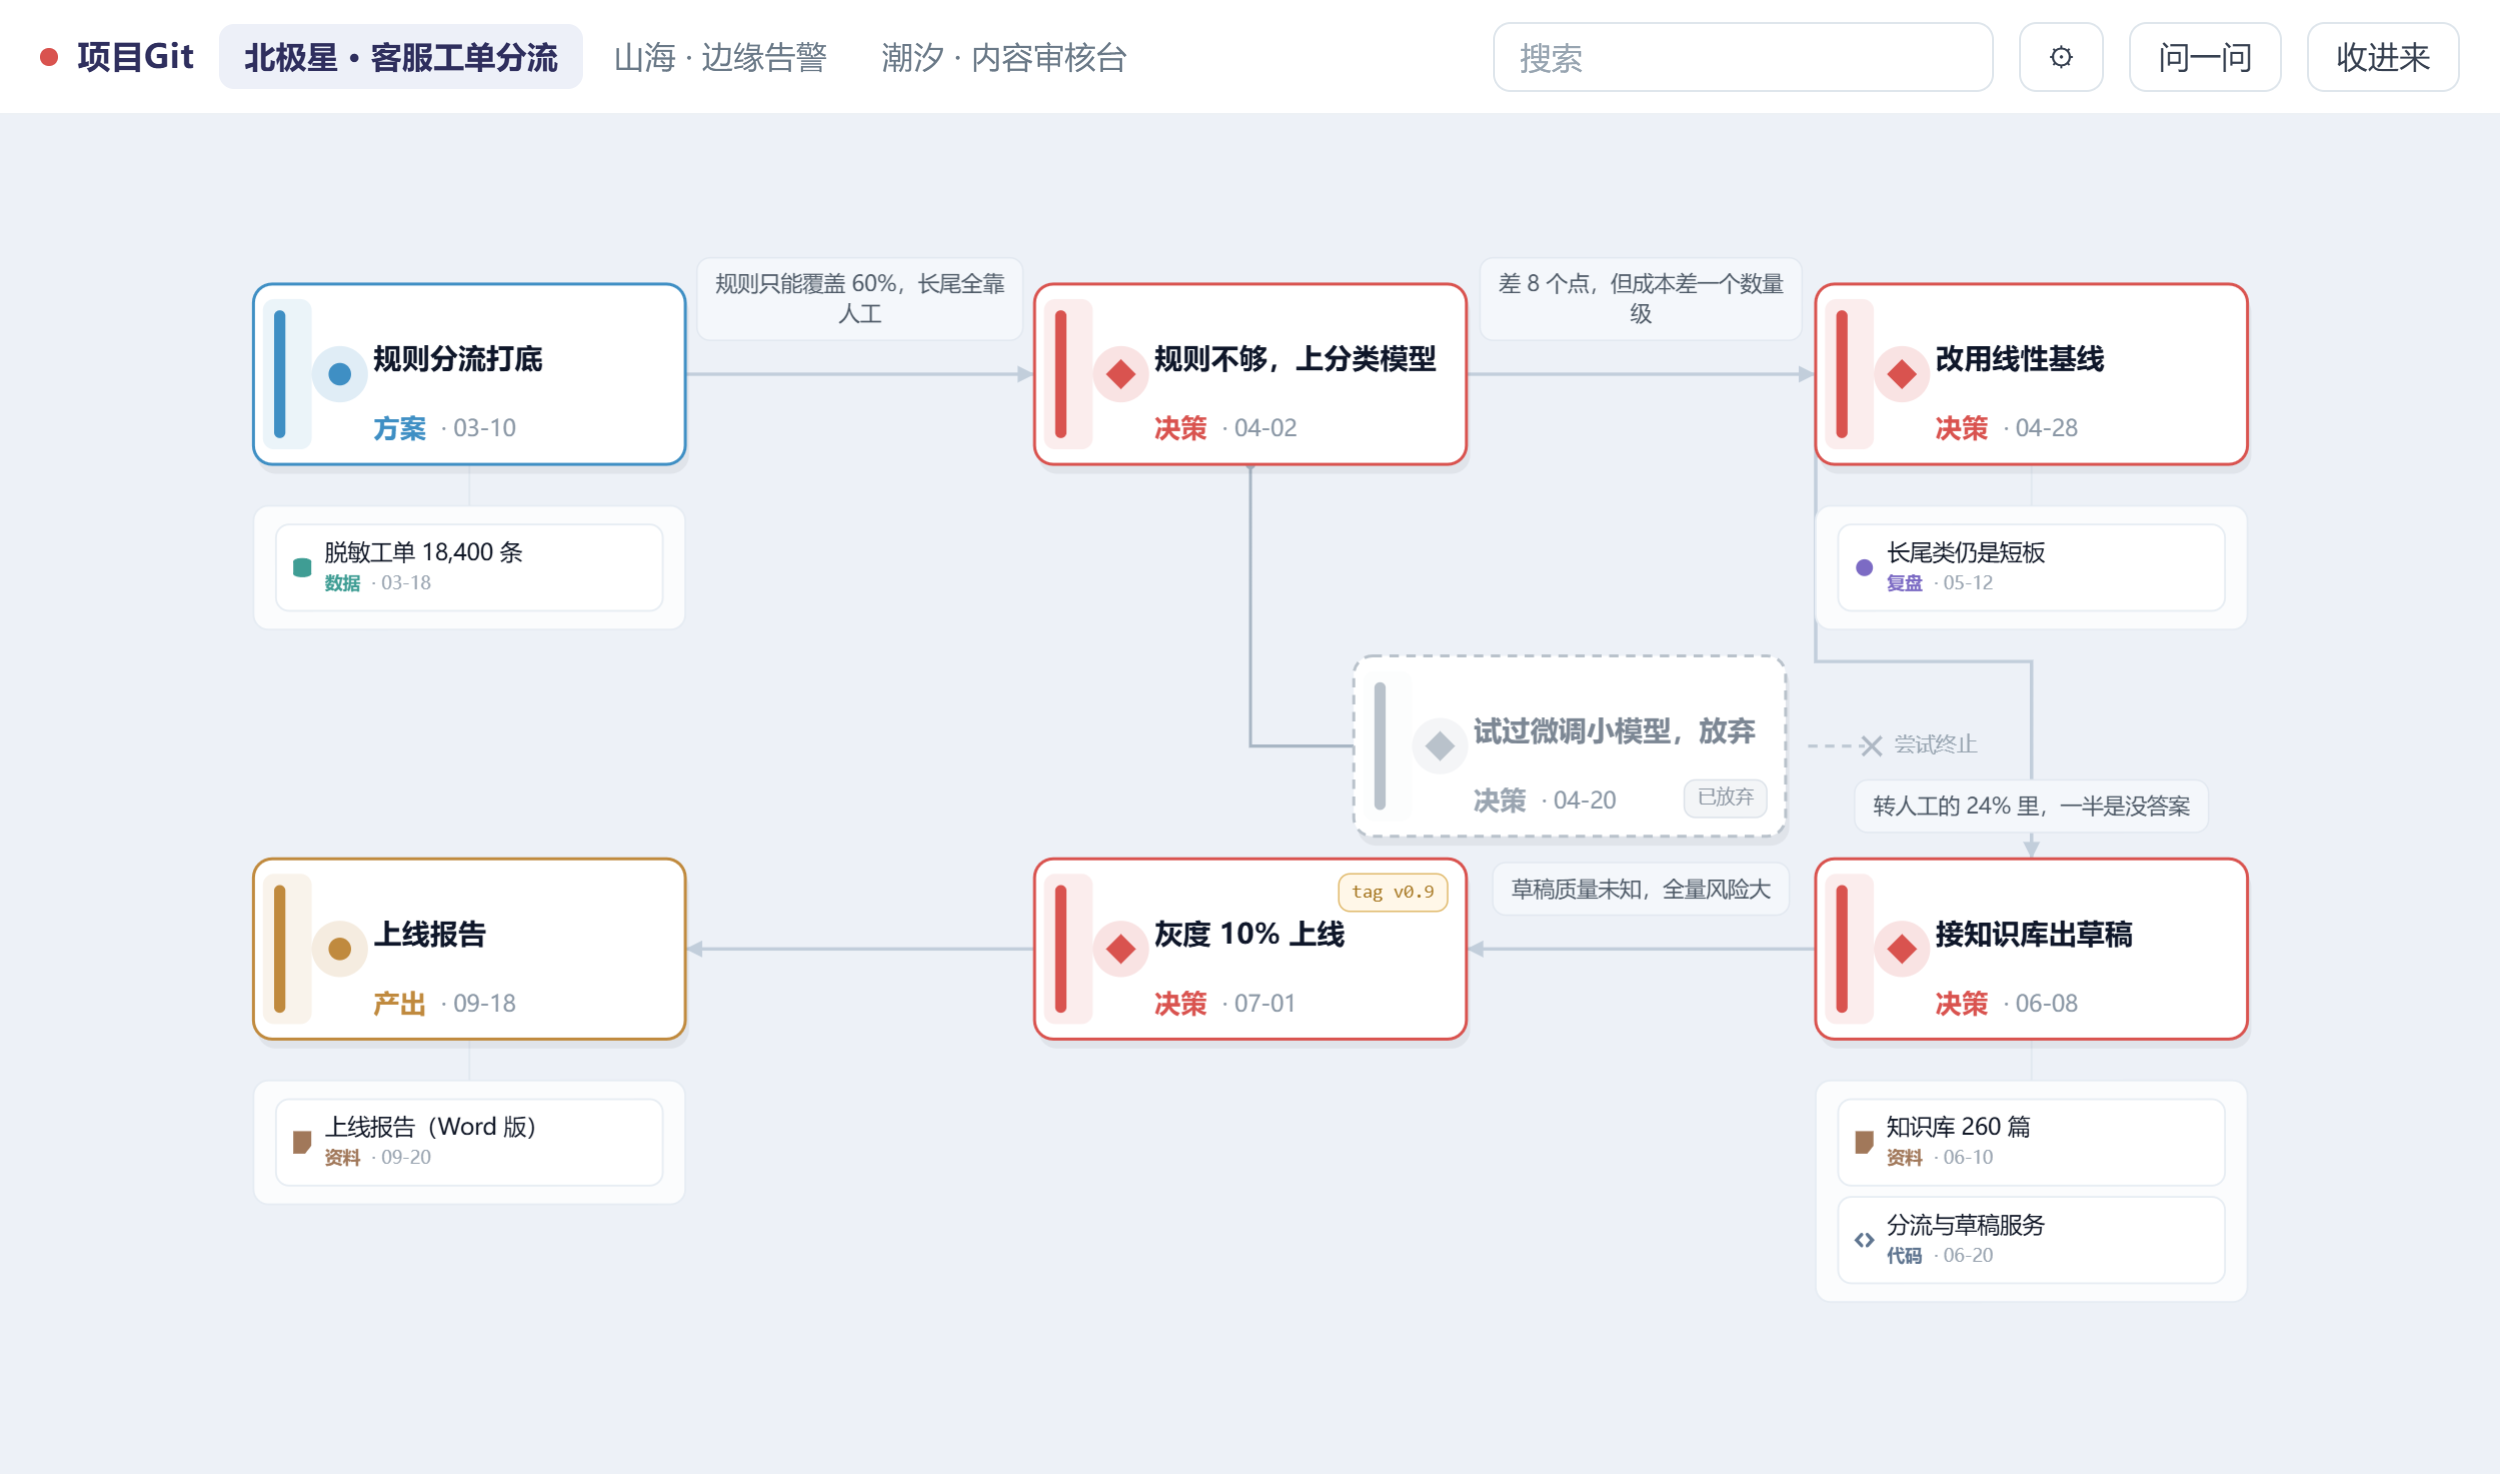 项目Git
北极星 · 客服工单分流
山海 · 边缘告警
潮汐 · 内容审核台
搜索
问一问
收进来
规则分流打底
方案 · 03-10
规则只能覆盖 60%，长尾全靠
人工
规则不够，上分类模型
决策 · 04-02
差 8 个点，但成本差一个数量
级
改用线性基线
决策 · 04-28
脱敏工单 18,400 条
数据 · 03-18
长尾类仍是短板
复盘 · 05-12
试过微调小模型，放弃
决策 · 04-20
已放弃
尝试终止
转人工的 24% 里，一半是没答案
上线报告
产出 · 09-18
tag v0.9
灰度 10% 上线
决策 · 07-01
草稿质量未知，全量风险大
接知识库出草稿
决策 · 06-08
上线报告（Word 版）
资料 · 09-20
知识库 260 篇
资料 · 06-10
分流与草稿服务
代码 · 06-20